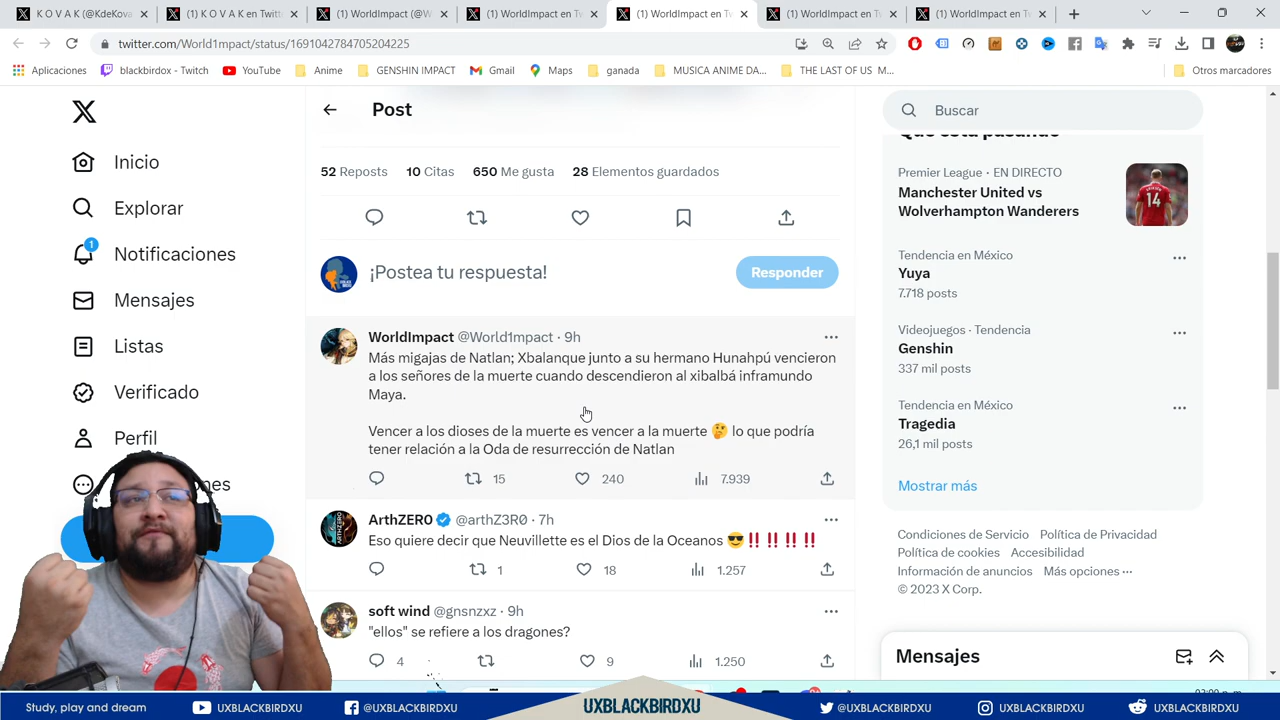 (1) K O V A K (@KdeKova
(1) K O V A K en Twitt
(1) WorldImpact (@W
(1) WorldImpact en Tw
(1) WorldImpact en Tw
(1) WorldImpact en Tw
(1) WorldImpact en Tw
twitter.com/World1mpact/status/1691042784705204225
Aplicaciones
blackbirdox - Twitch
YouTube
Anime
GENSHIN IMPACT
Gmail
Maps
ganada
MUSICA ANIME DA...
THE LAST OF US M...
Otros marcadores
Inicio
Explorar
1
Notificaciones
Mensajes
Listas
Verificado
Perfil
nes
Post
52 Reposts 10 Citas 650 Me gusta 28 Elementos guardados
¡Postea tu respuesta!
Responder
WorldImpact @World1mpact · 9h
Más migajas de Natlan; Xbalanque junto a su hermano Hunahpú vencieron
a los señores de la muerte cuando descendieron al xibalbá inframundo
Maya.
Vencer a los dioses de la muerte es vencer a la muerte 🤔 lo que podría
tener relación a la Oda de resurrección de Natlan
15 240 7.939
ArthZER0 @arthZ3R0 · 7h
Eso quiere decir que Neuvillette es el Dios de la Oceanos 😎‼️‼️‼️‼️
1 18 1.257
soft wind @gnsnzxz · 9h
"ellos" se refiere a los dragones?
4 9 1.250
Buscar
Qué está pasando
Premier League · EN DIRECTO
Manchester United vs
Wolverhampton Wanderers
Tendencia en México
Yuya
7.718 posts
Videojuegos · Tendencia
Genshin
337 mil posts
Tendencia en México
Tragedia
26,1 mil posts
Mostrar más
Condiciones de Servicio Política de Privacidad
Política de cookies Accesibilidad
Información de anuncios Más opciones ···
© 2023 X Corp.
Mensajes
Study, play and dream
UXBLACKBIRDXU
@UXBLACKBIRDXU
UXBLACKBIRDXU
@UXBLACKBIRDXU
UXBLACKBIRDXU
UXBLACKBIRDXU